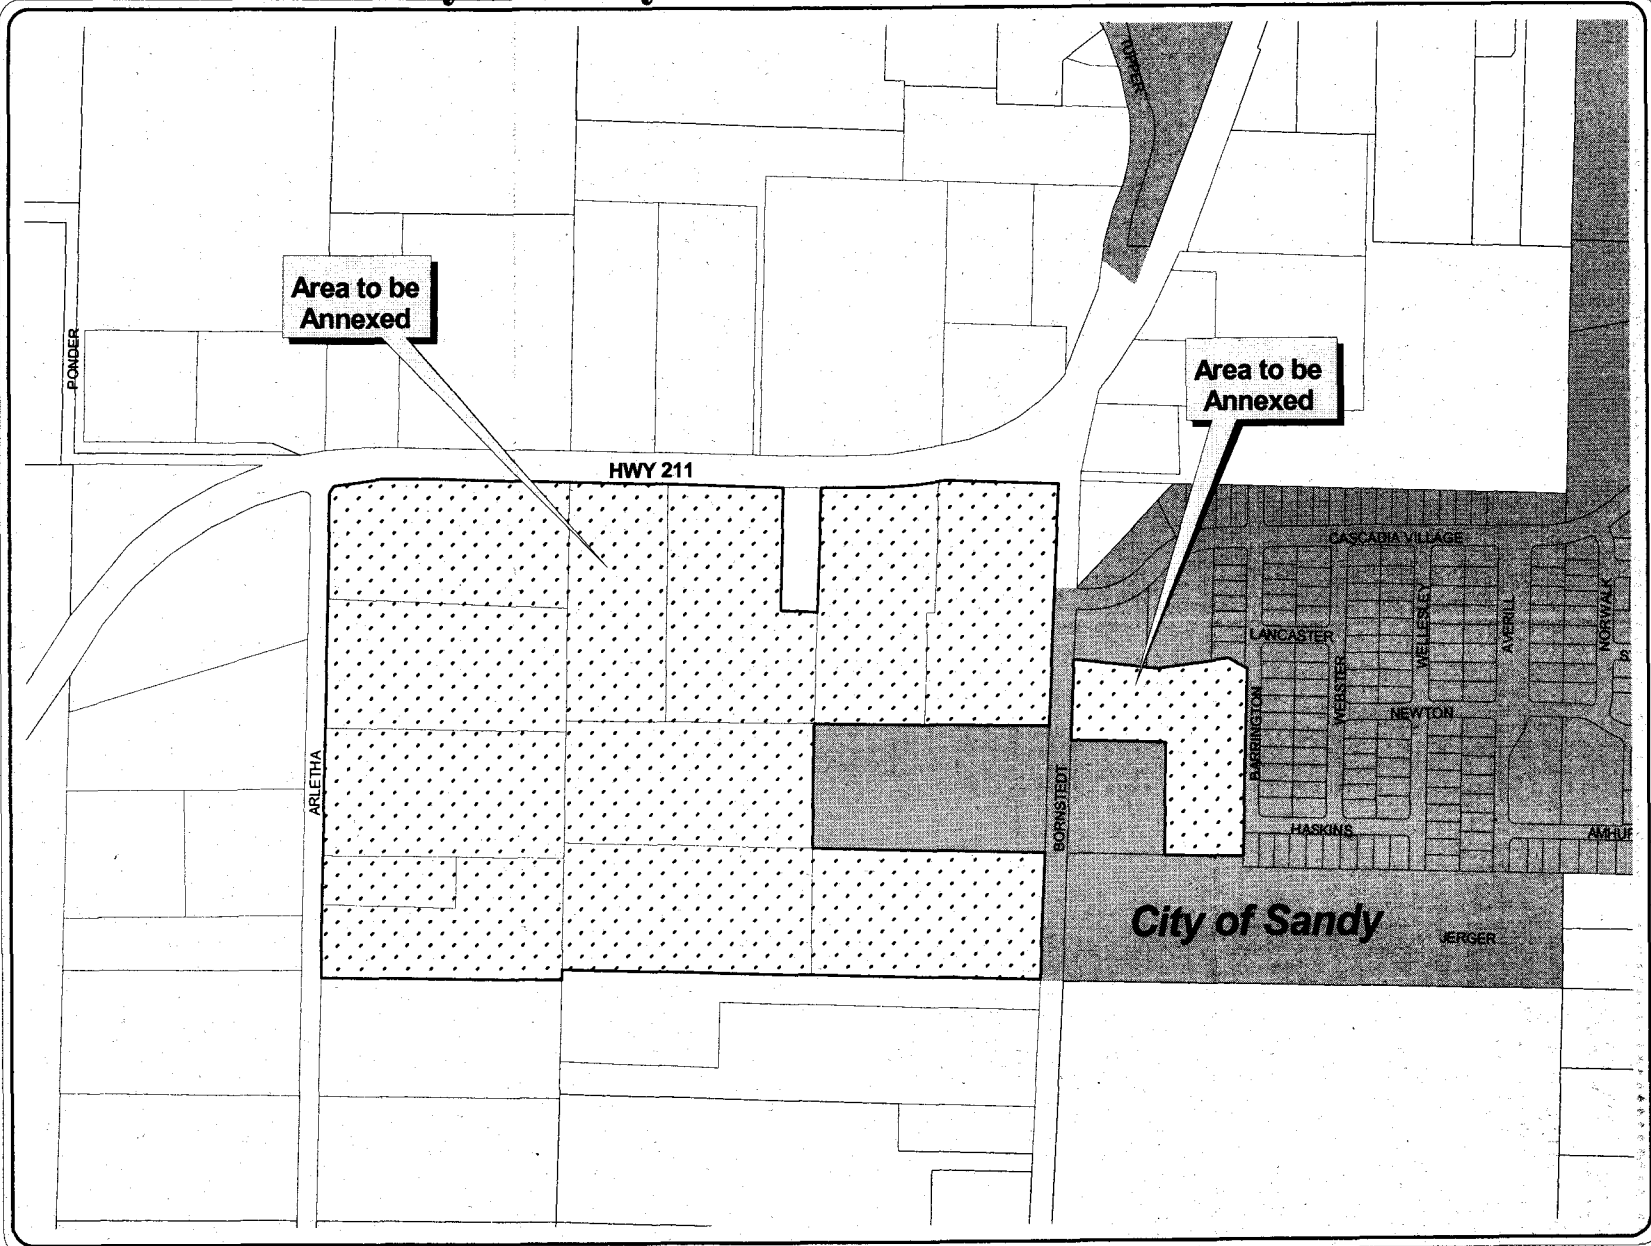 TUPPER
Area to be
Annexed
PONDER
Area to be
Annexed
HWY 211
CASCADIA VILLAGE
WELLESLEY
AVERILL
NORWALK
LANCASTER
WEBSTER
BARRINGTON
NEWTON
ARLETHA
BORNSTEDT
HASKINS
AMHUR
City of Sandy
JERGER